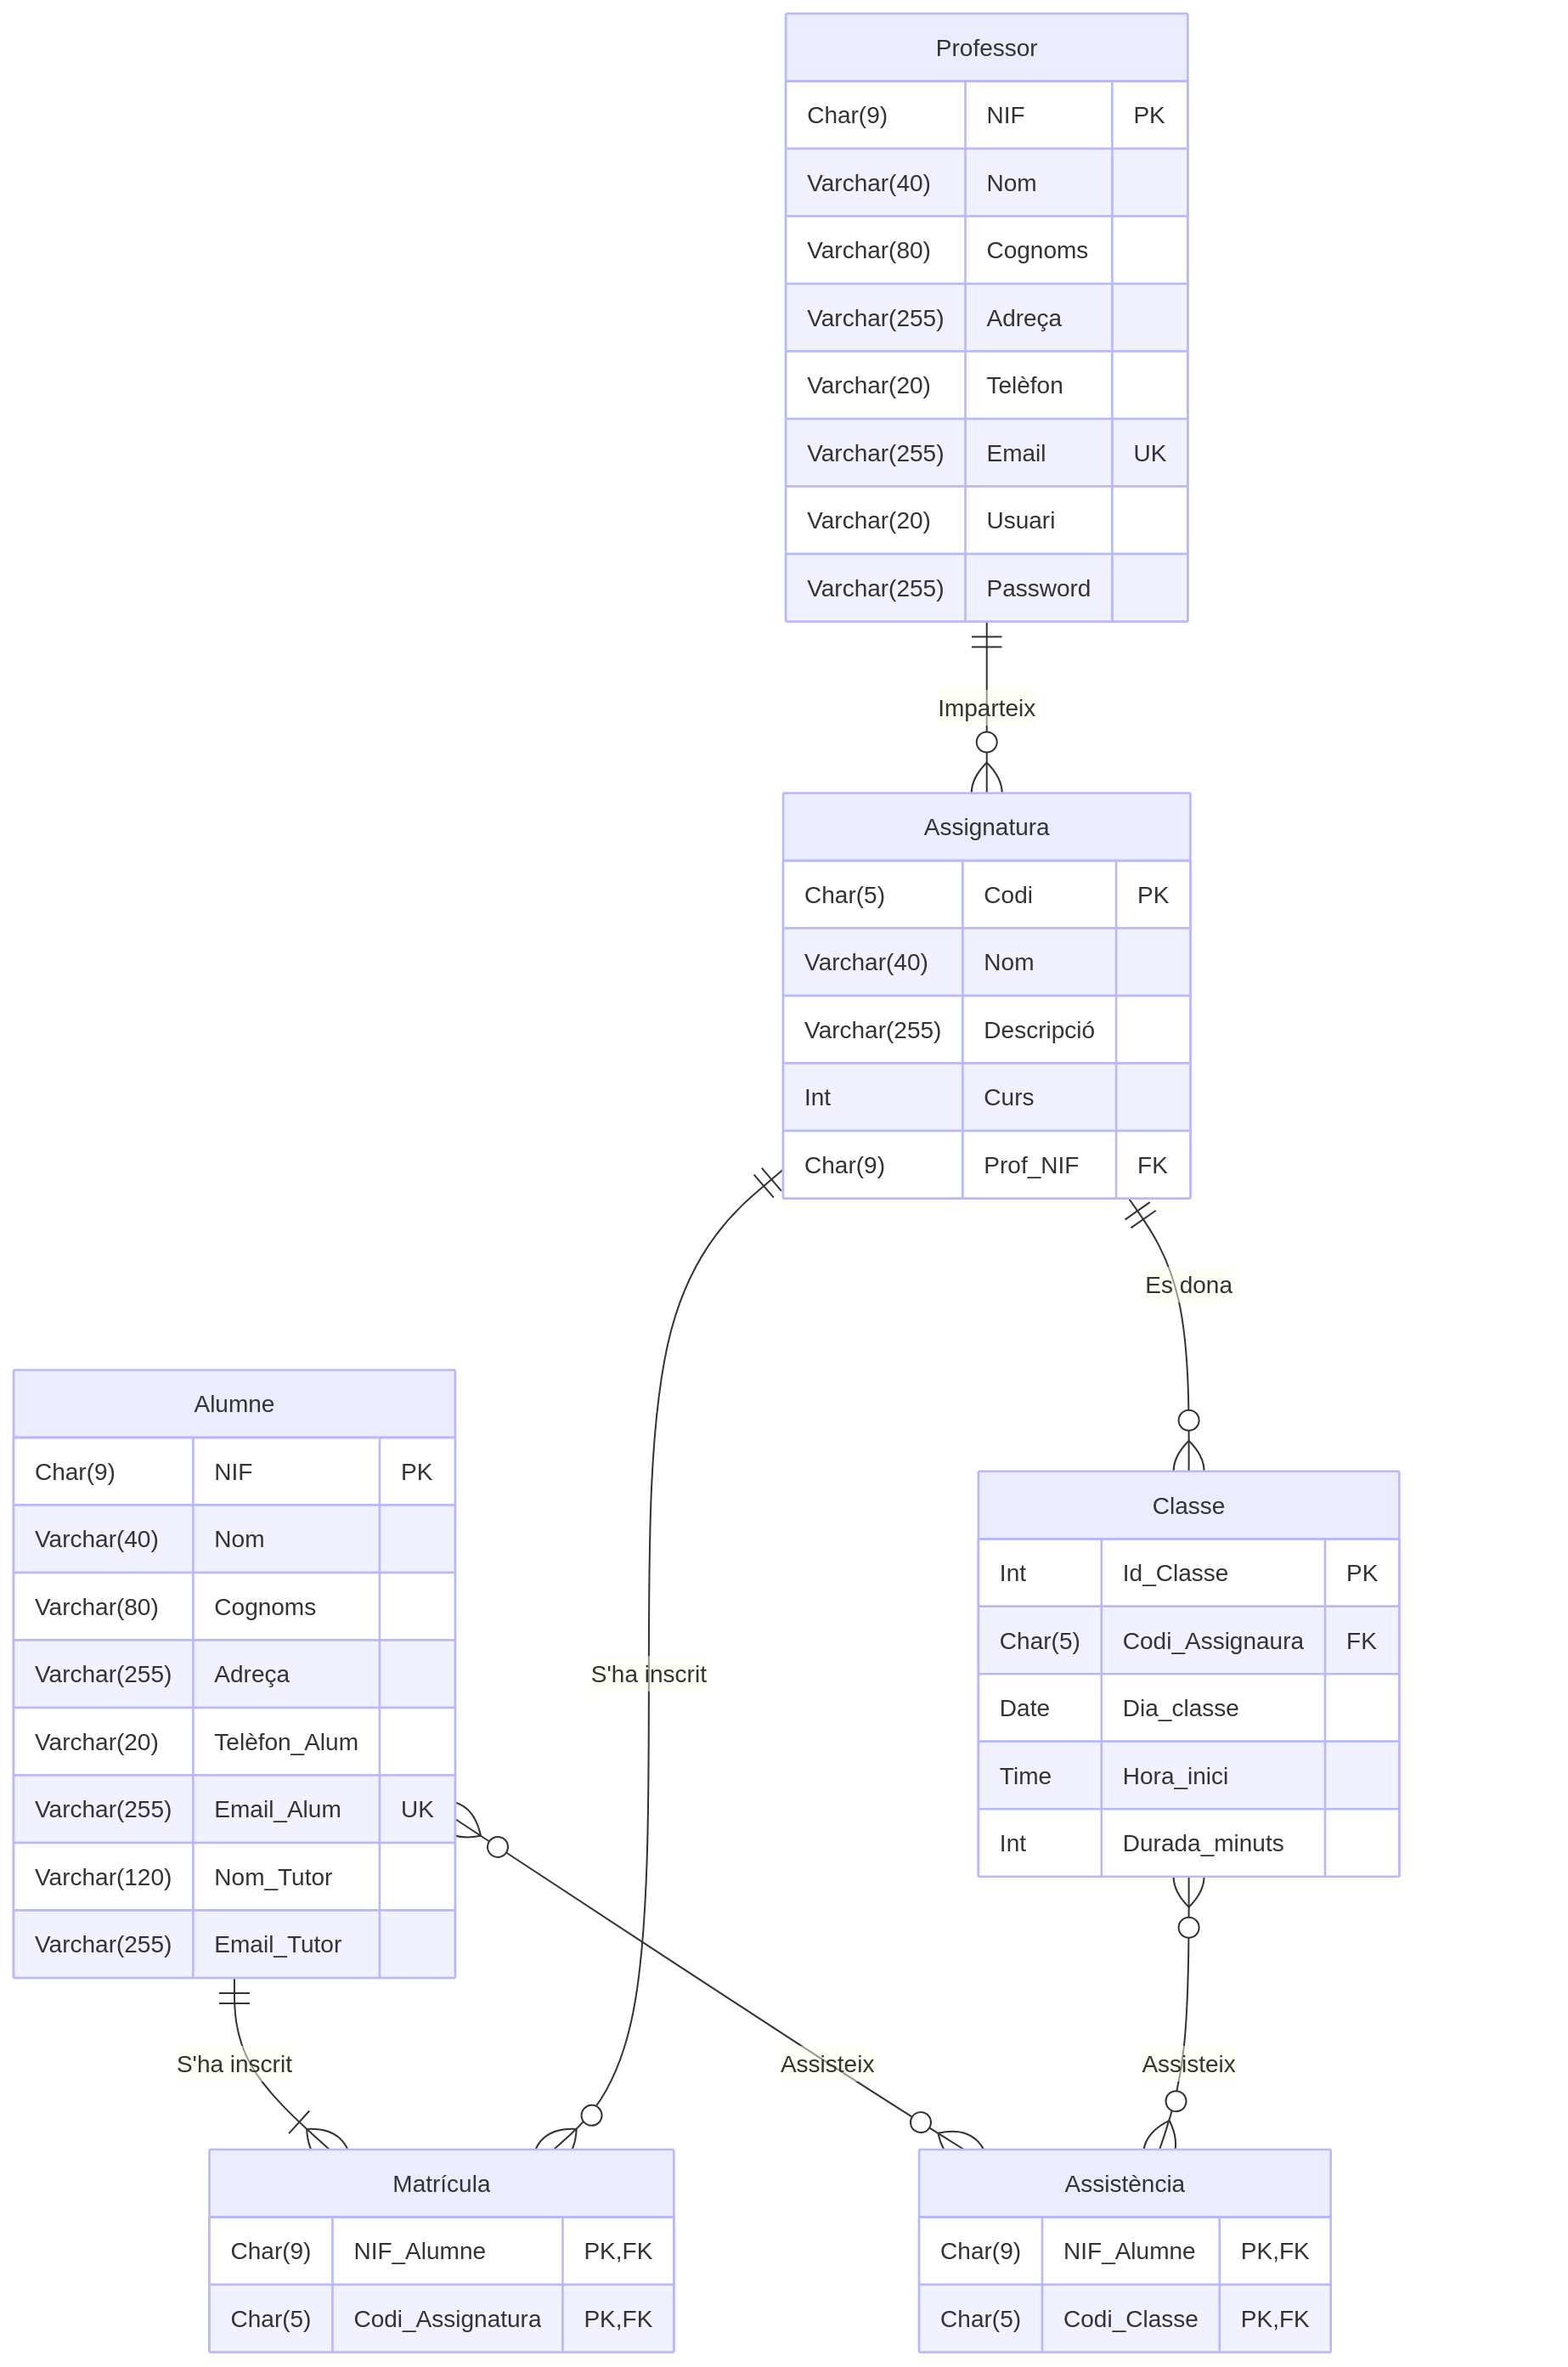 Professor
Char(9) NIF PK
Varchar(40) Nom
Varchar(80) Cognoms
Varchar(255) Adreça
Varchar(20) Telèfon
Varchar(255) Email UK
Varchar(20) Usuari
Varchar(255) Password
Imparteix
Assignatura
Char(5) Codi PK
Varchar(40) Nom
Varchar(255) Descripció
Int Curs
Char(9) Prof_NIF FK
Es dona
S'ha inscrit
Alumne
Char(9) NIF PK
Varchar(40) Nom
Varchar(80) Cognoms
Varchar(255) Adreça
Varchar(20) Telèfon_Alum
Varchar(255) Email_Alum UK
Varchar(120) Nom_Tutor
Varchar(255) Email_Tutor
Classe
Int Id_Classe PK
Char(5) Codi_Assignaura FK
Date Dia_classe
Time Hora_inici
Int Durada_minuts
S'ha inscrit
Assisteix
Assisteix
Matrícula
Char(9) NIF_Alumne PK,FK
Char(5) Codi_Assignatura PK,FK
Assistència
Char(9) NIF_Alumne PK,FK
Char(5) Codi_Classe PK,FK